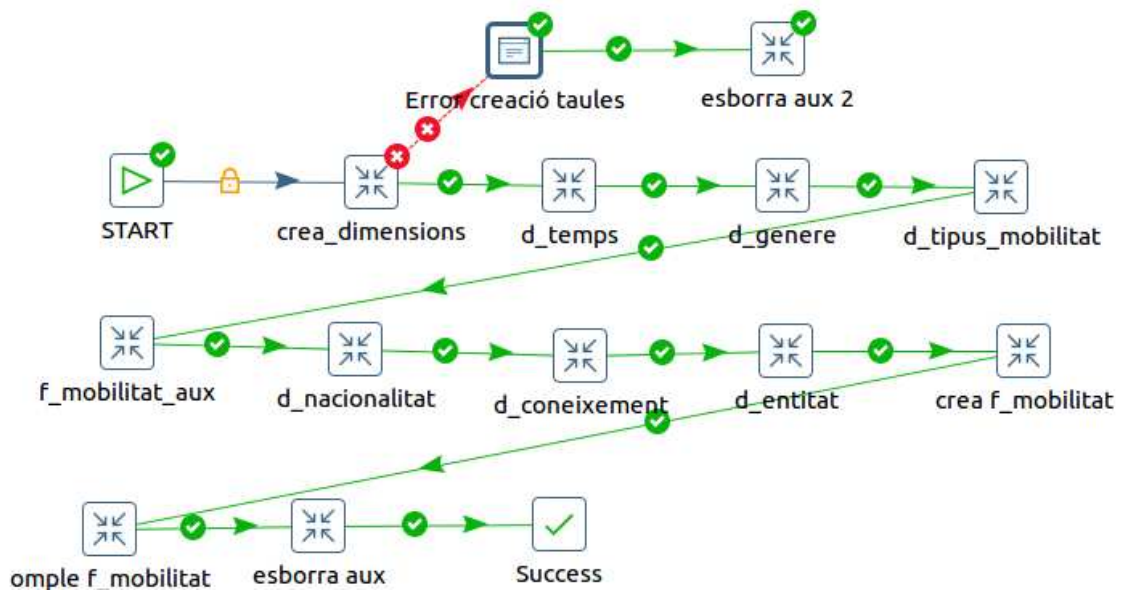 Error creació taules
esborra aux 2
START
crea_dimensions
d_temps
d_genere
d_tipus_mobilitat
f_mobilitat_aux
d_nacionalitat
d_coneixement
d_entitat
crea f_mobilitat
omple f_mobilitat
esborra aux
Success